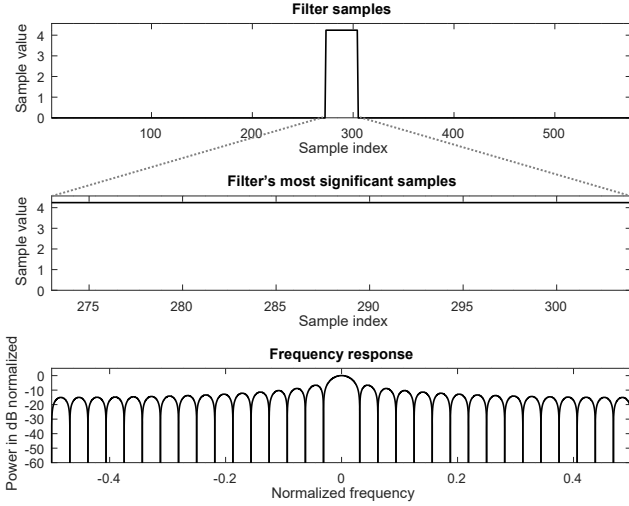 Filter samples
4
3
2
1
0
Sample value
100 200 300 400 500
Sample index
Filter's most significant samples
4
3
2
1
0
Sample value
275 280 285 290 295 300
Sample index
Frequency response
0
-10
-20
-30
-40
-50
-60
Power in dB normalized
-0.4 -0.2 0 0.2 0.4
Normalized frequency